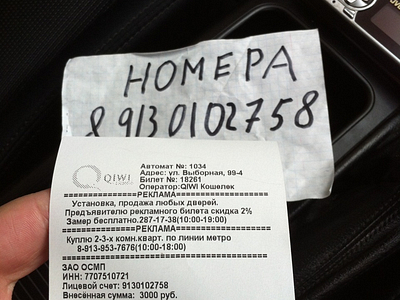 НОМЕРА
8 9130102758
QIWI
Автомат №: 1034
Адрес: ул. Выборная, 99-4
Билет №: 18261
Оператор:QIWI Кошелек
===============РЕКЛАМА===============
Установка, продажа любых дверей.
Предъявителю рекламного билета скидка 2%
Замер бесплатно.287-17-38(10:00-19:00)
===============РЕКЛАМА===============
Куплю 2-3-х комн.кварт. по линии метро
8-913-953-7676(10:00-18:00)
=====================================
ЗАО ОСМП
ИНН: 7707510721
Лицевой счет: 9130102758
Внесённая сумма: 3000 руб.